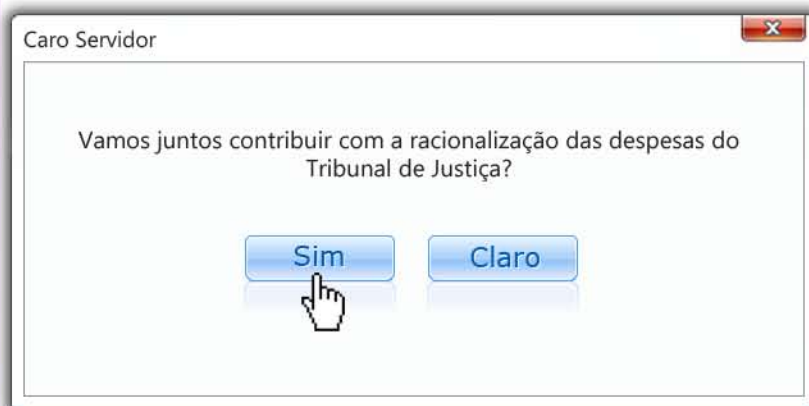 Caro Servidor
Vamos juntos contribuir com a racionalização das despesas do
Tribunal de Justiça?
Sim
Claro